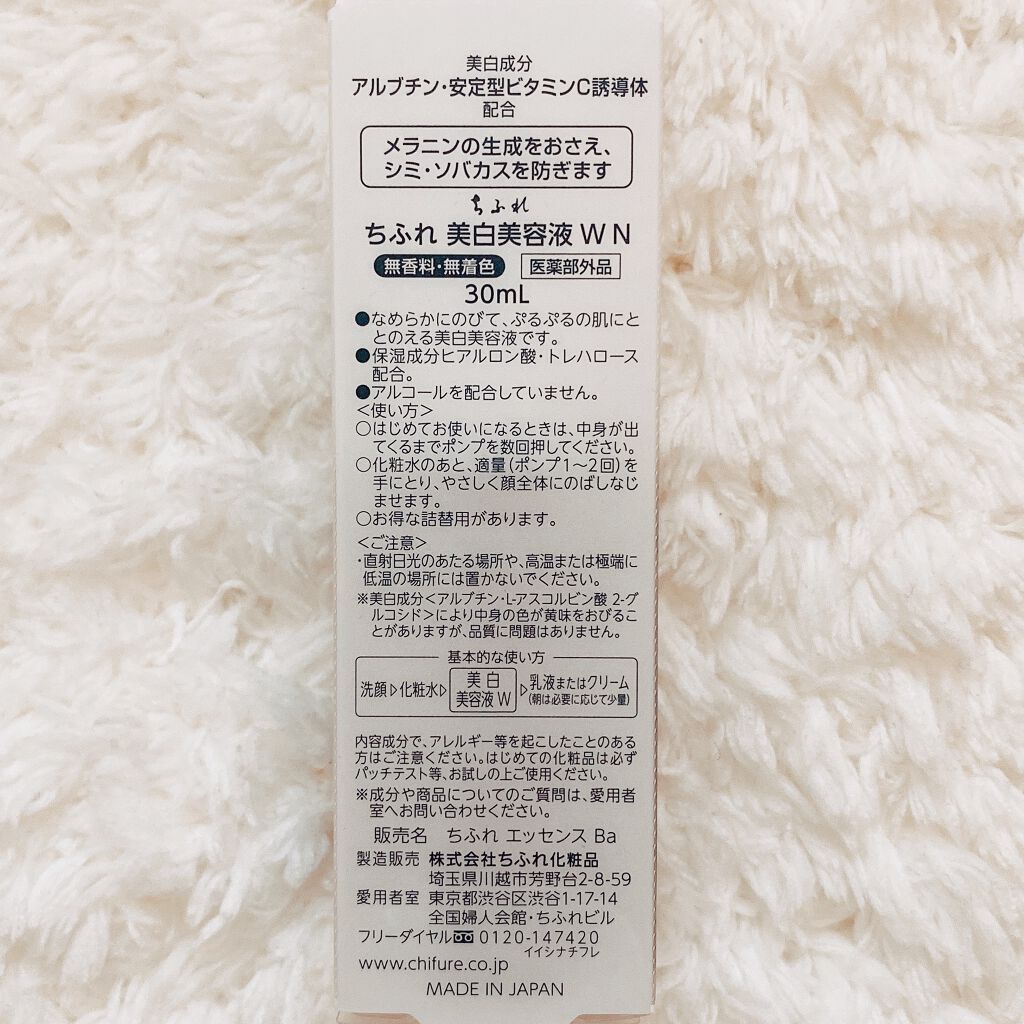 美白成分
アルブチン・安定型ビタミンC誘導体
配合
メラニンの生成をおさえ、
シミ・ソバカスを防ぎます
ちふれ
ちふれ 美白美容液 W N
無香料・無着色 医薬部外品
30mL
●なめらかにのびて、ぷるぷるの肌にと
とのえる美白美容液です。
●保湿成分ヒアルロン酸・トレハロース
配合。
●アルコールを配合していません。
<使い方>
○はじめてお使いになるときは、中身が出
てくるまでポンプを数回押してください。
○化粧水のあと、適量(ポンプ1〜2回)を
手にとり、やさしく顔全体にのばしなじ
ませます。
○お得な詰替用があります。
<ご注意>
・直射日光のあたる場所や、高温または極端に
低温の場所には置かないでください。
※美白成分<アルブチン・L-アスコルビン酸 2-グ
ルコシド>により中身の色が黄味をおびるこ
とがありますが、品質に問題はありません。
基本的な使い方
洗顔▷化粧水▷美白美容液 W▷乳液またはクリーム
(朝は必要に応じて少量)
内容成分で、アレルギー等を起こしたことのある
方はご注意ください。はじめての化粧品は必ず
パッチテスト等、お試しの上ご使用ください。
※成分や商品についてのご質問は、愛用者
室へお問い合わせください。
販売名 ちふれ エッセンス Ba
製造販売 株式会社ちふれ化粧品
埼玉県川越市芳野台2-8-59
愛用者室 東京都渋谷区渋谷1-17-14
全国婦人会館・ちふれビル
フリーダイヤル 0120-147420
イイシナチフレ
www.chifure.co.jp
MADE IN JAPAN